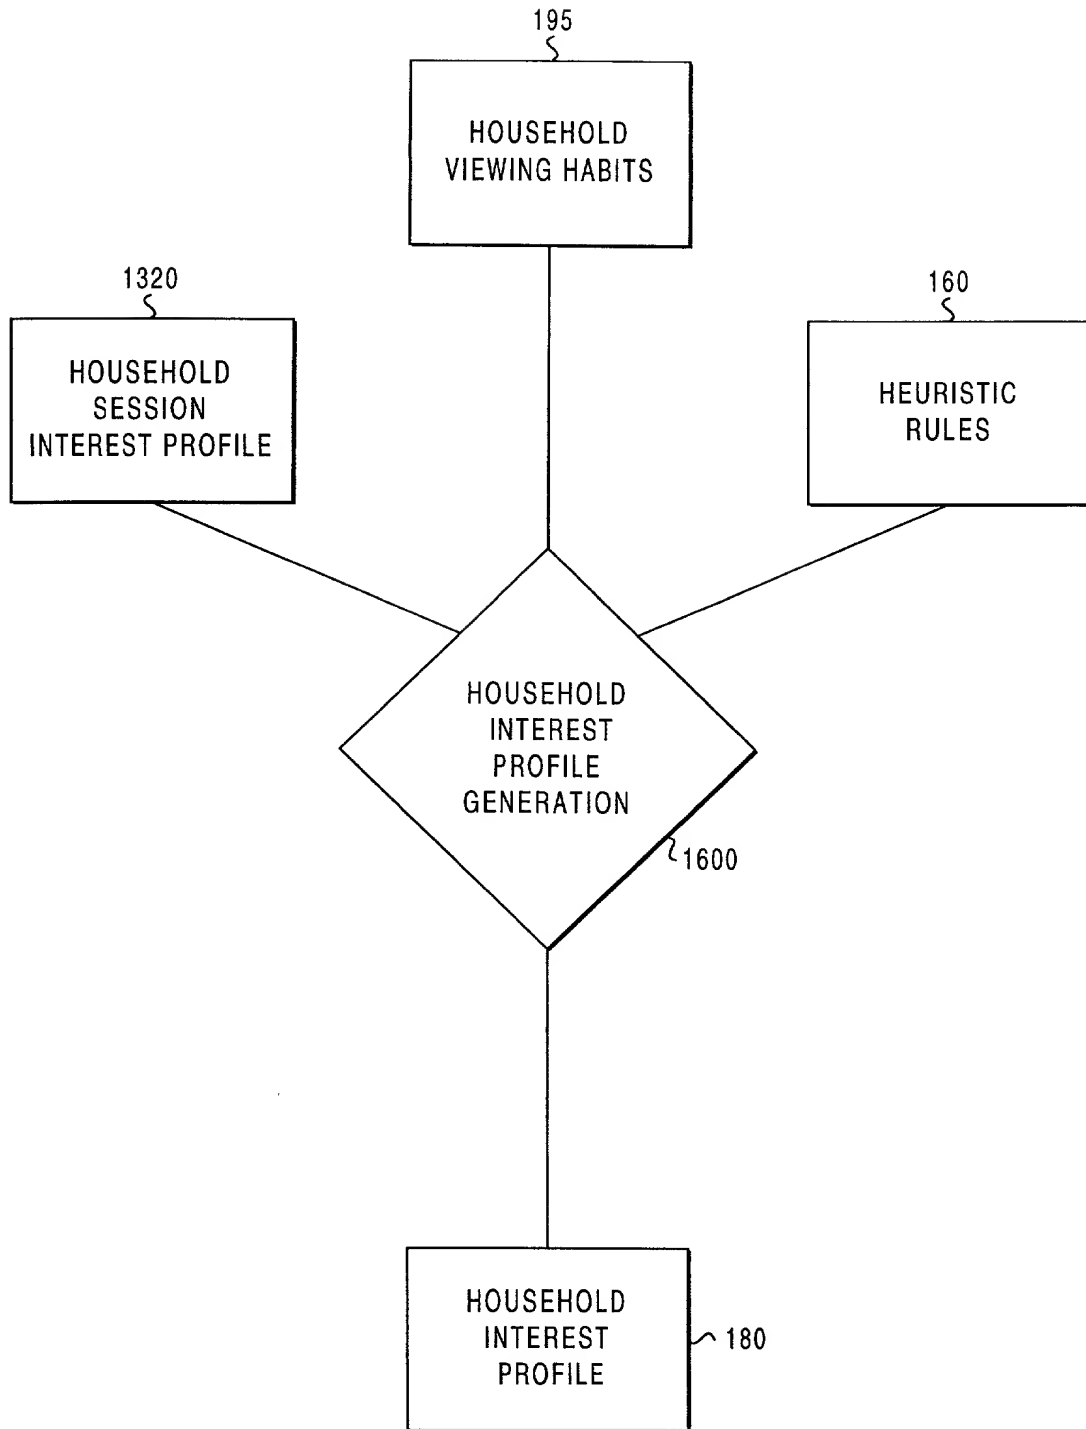 195
HOUSEHOLD
VIEWING HABITS
1320
HOUSEHOLD
SESSION
INTEREST PROFILE
160
HEURISTIC
RULES
HOUSEHOLD
INTEREST
PROFILE
GENERATION
1600
HOUSEHOLD
INTEREST
PROFILE
180